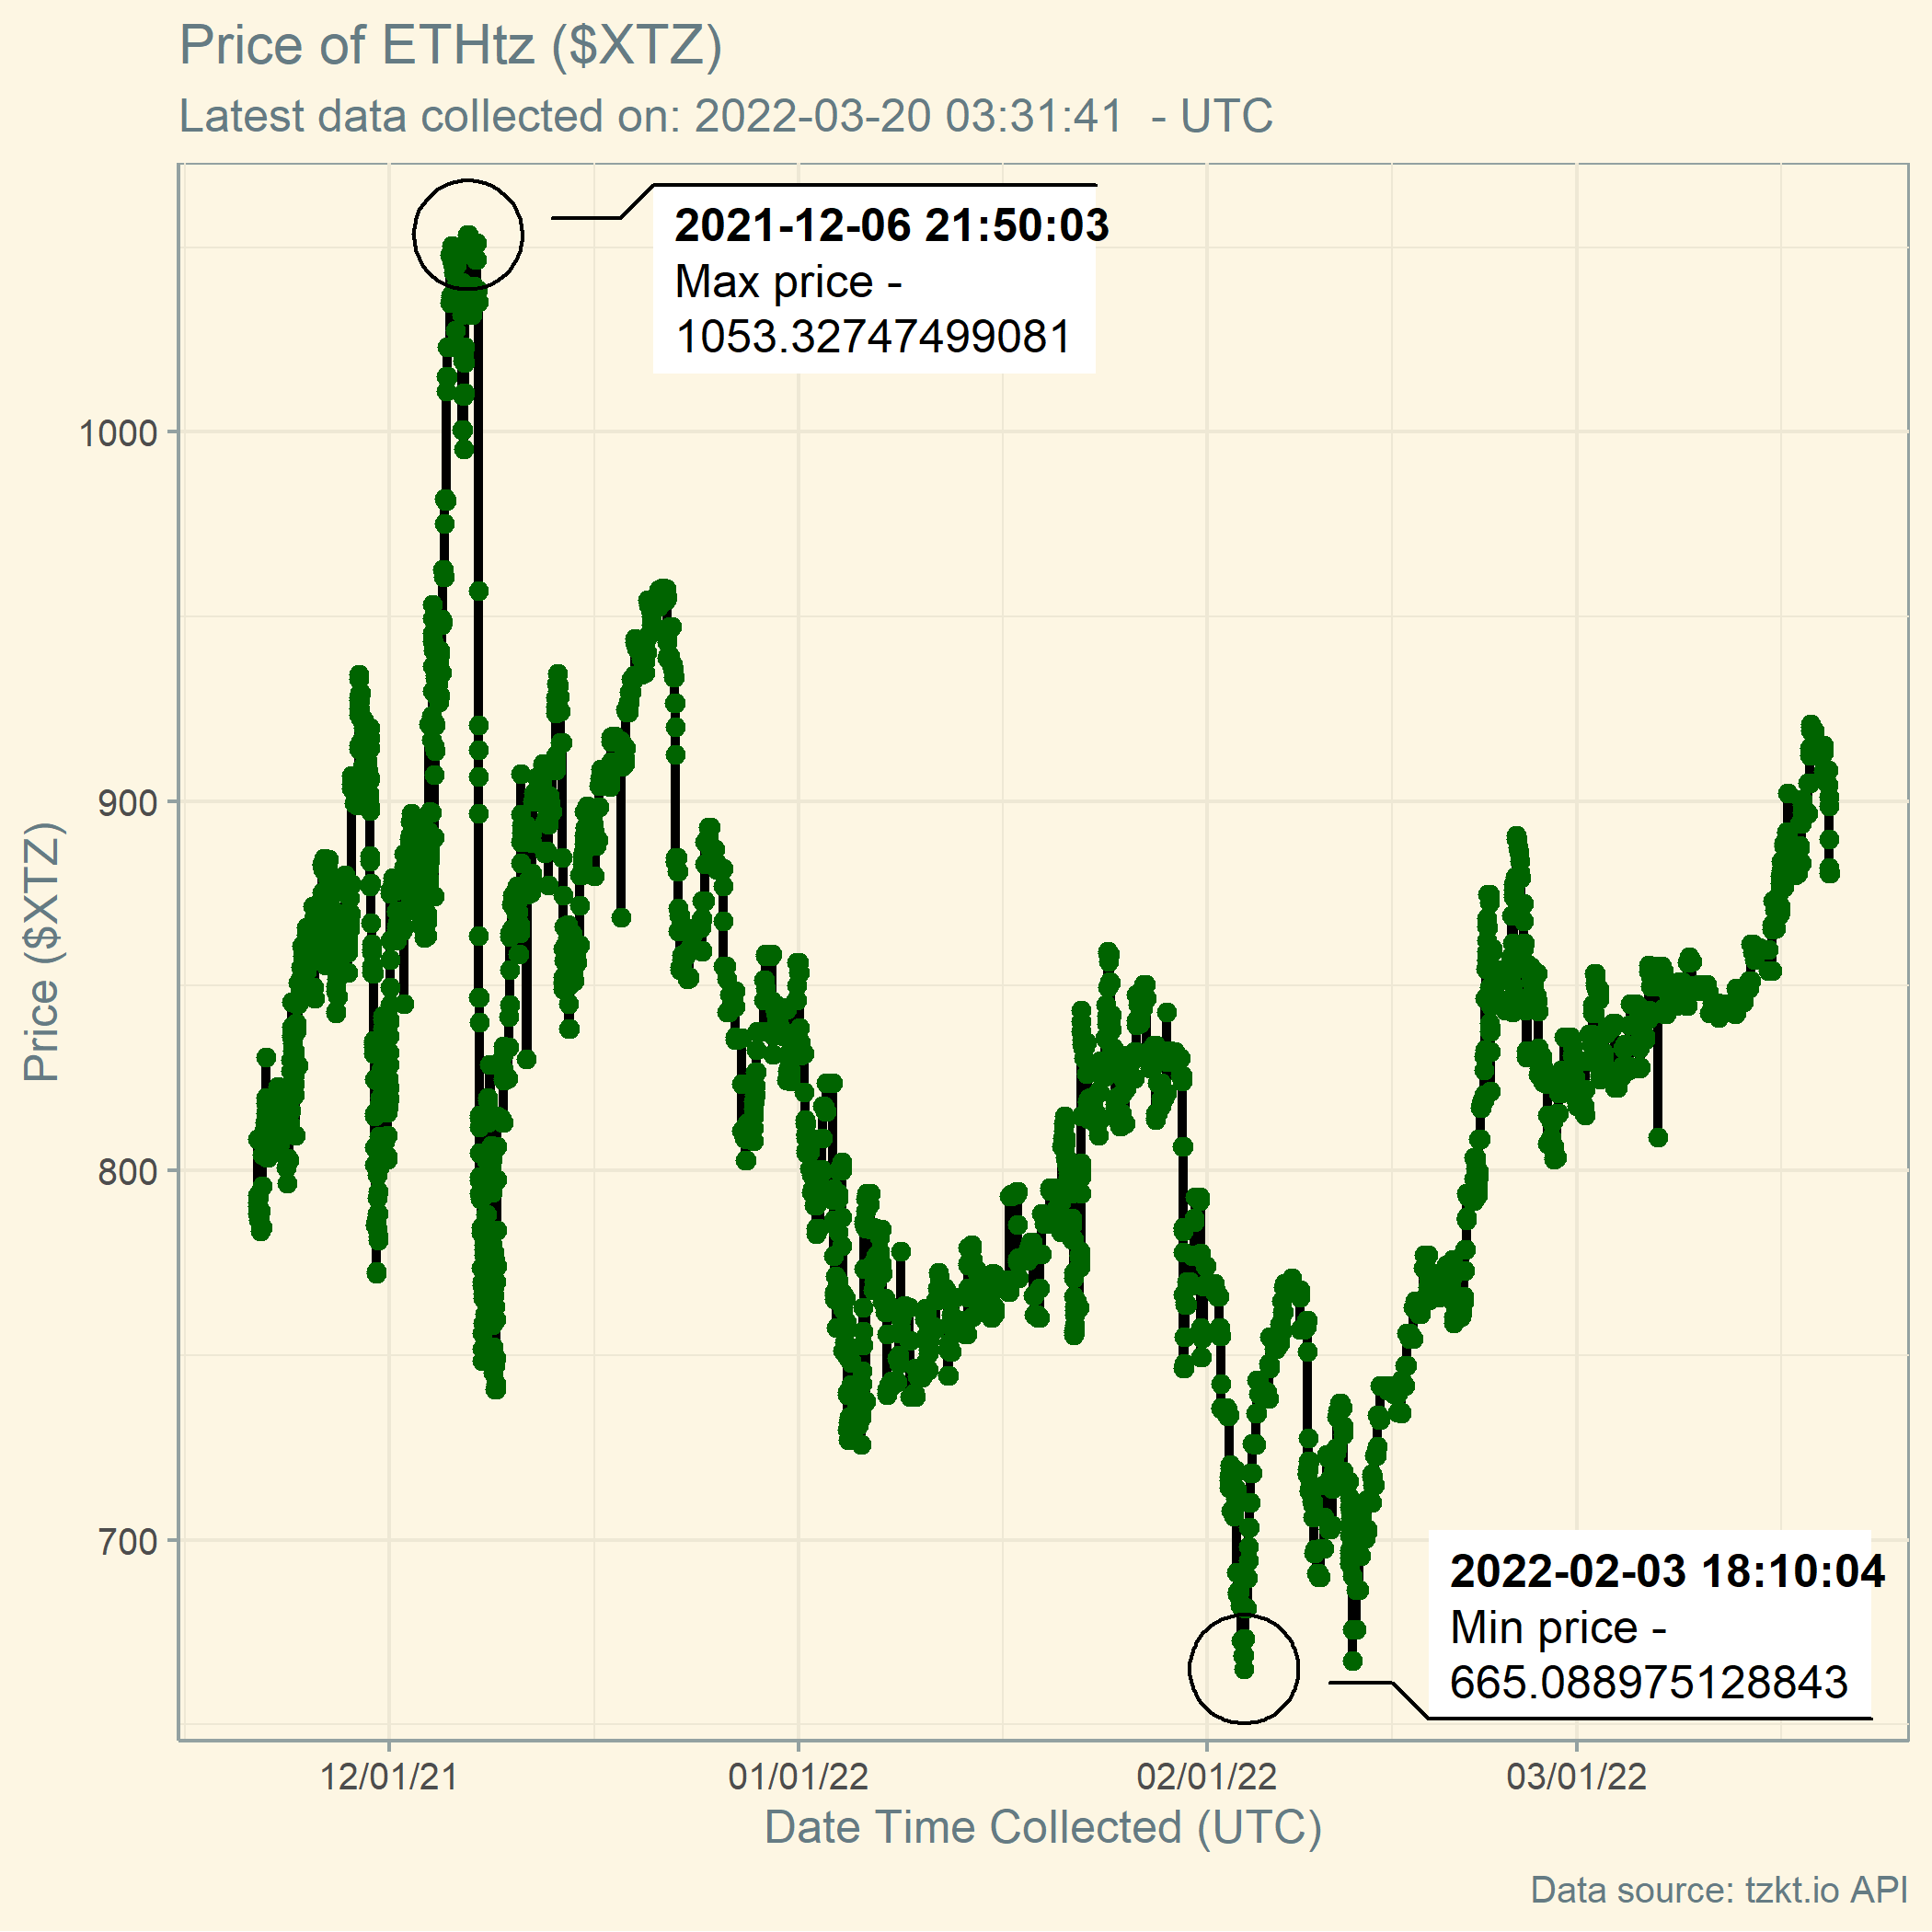 Price of ETHtz ($XTZ)
Latest data collected on: 2022-03-20 03:31:41  - UTC
2021-12-06 21:50:03
Max price -
1053.32747499081
1000
900
800
700
Price ($XTZ)
2022-02-03 18:10:04
Min price -
665.088975128843
12/01/21
01/01/22
02/01/22
03/01/22
Date Time Collected (UTC)
Data source: tzkt.io API